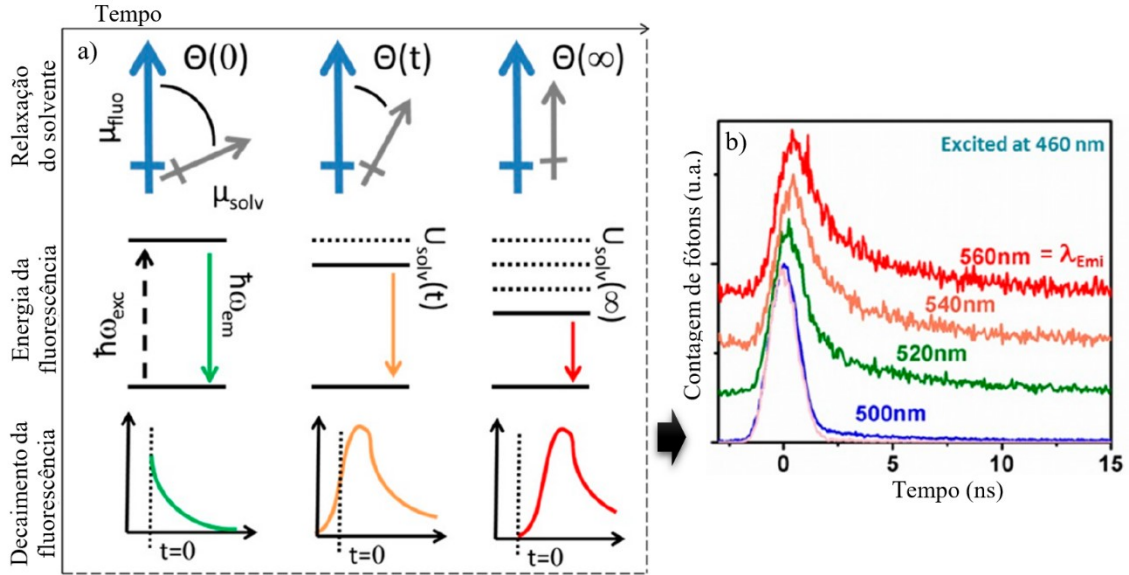 Tempo
a)
Relaxação
do solvente
Θ(0)
μfluo
μsolv
Θ(t)
Θ(∞)
Energia da
fluorescência
ħωexc
ħωem
Usolv(t)
Usolv(∞)
Decaimento da
fluorescência
t=0
t=0
t=0
b)
Excited at 460 nm
Contagem de fótons (u.a.)
560nm = λEmi
540nm
520nm
500nm
0
5
10
15
Tempo (ns)